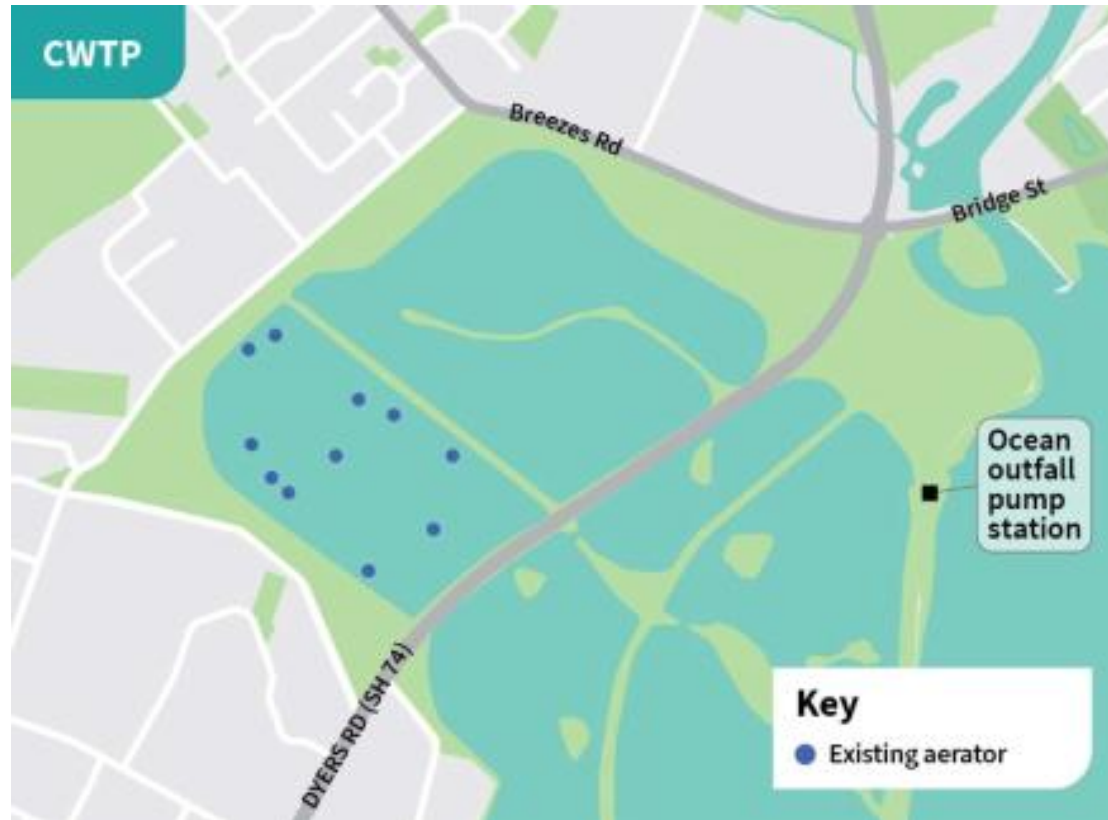 CWTP
Breezes Rd
Bridge St
Ocean
outfall
pump
station
DYERS RD (SH 74)
Key
Existing aerator